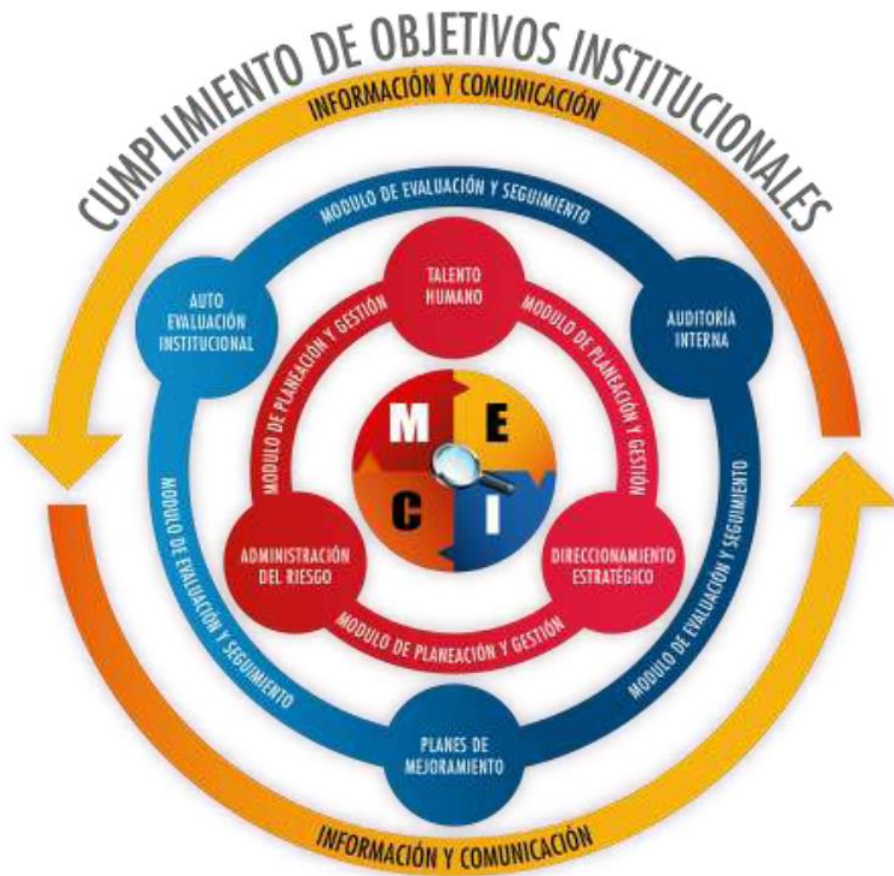 CUMPLIMIENTO DE OBJETIVOS INSTITUCIONALES
INFORMACIÓN Y COMUNICACIÓN
MODULO DE EVALUACIÓN Y SEGUIMIENTO
TALENTO
HUMANO
AUTO
EVALUACIÓN
INSTITUCIONAL
AUDITORÍA
INTERNA
MODULO DE PLANEACIÓN Y GESTIÓN
MODULO DE PLANEACIÓN Y GESTIÓN
M E
C I
MODULO DE EVALUACIÓN Y SEGUIMIENTO
MODULO DE EVALUACIÓN Y SEGUIMIENTO
ADMINISTRACIÓN
DEL RIESGO
DIRECCIONAMIENTO
ESTRATÉGICO
MODULO DE PLANEACIÓN Y GESTIÓN
PLANES DE
MEJORAMIENTO
INFORMACIÓN Y COMUNICACIÓN